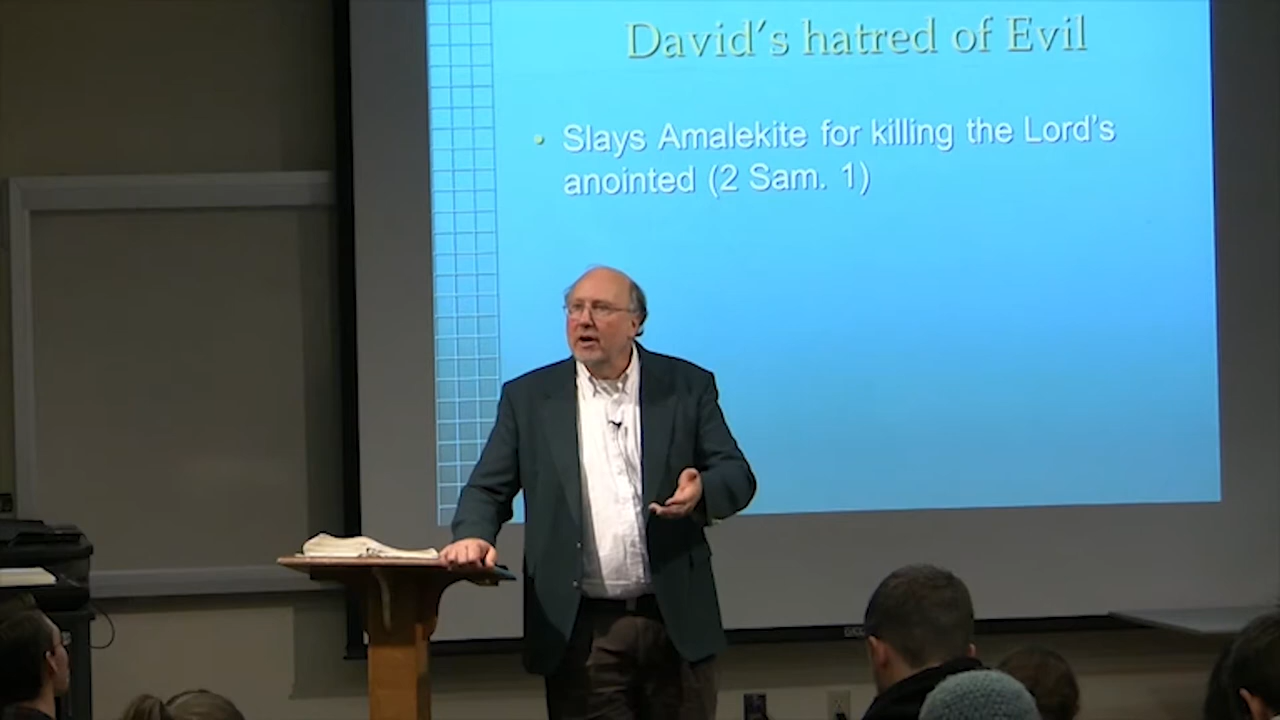 David's hatred of Evil
• Slays Amalekite for killing the Lord's
anointed (2 Sam. 1)